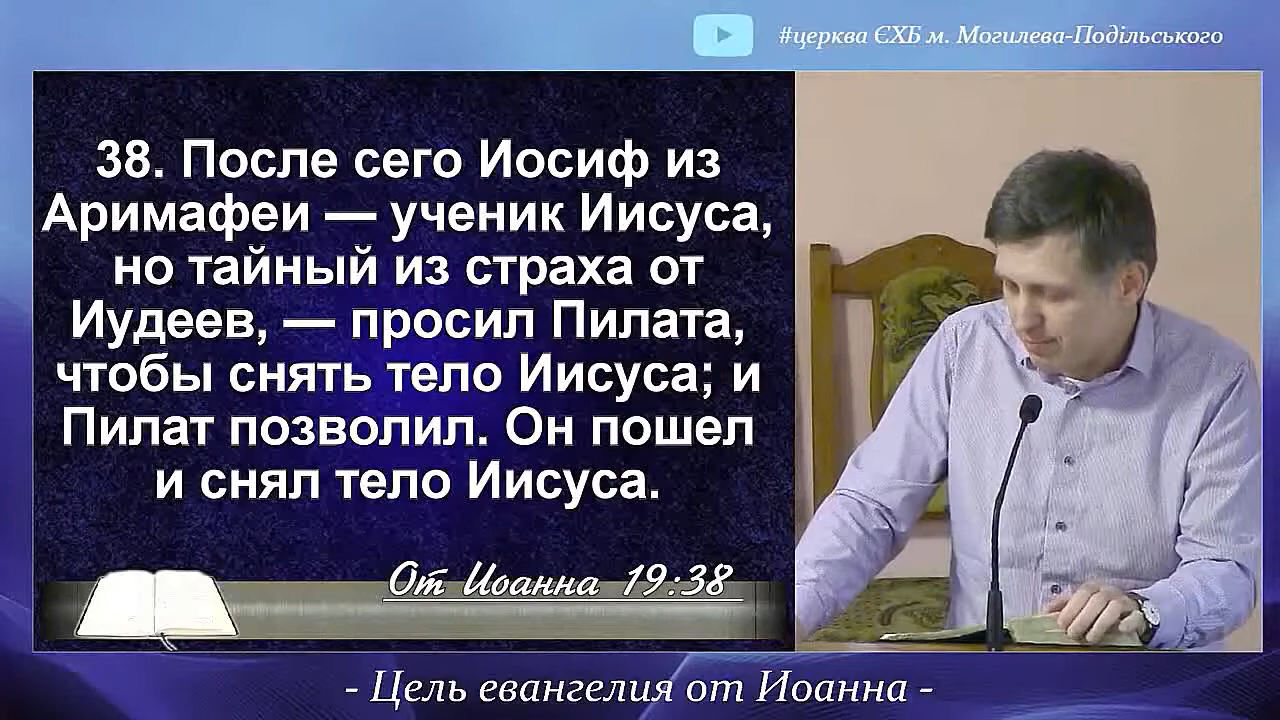 #церква ЄХБ м. Могилева-Подільського
38. После сего Иосиф из
Аримафеи — ученик Иисуса,
но тайный из страха от
Иудеев, — просил Пилата,
чтобы снять тело Иисуса; и
Пилат позволил. Он пошел
и снял тело Иисуса.
От Иоанна 19:38
- Цель евангелия от Иоанна -